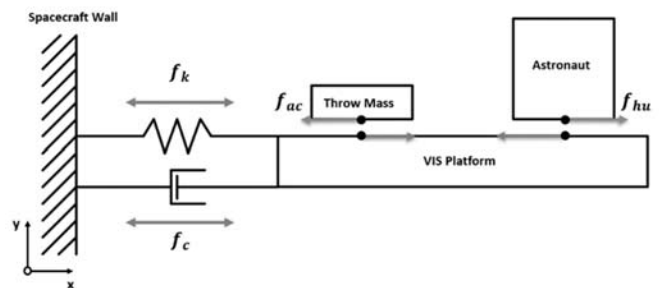 Spacecraft Wall
f_k
f_ac
Throw Mass
Astronaut
f_hu
VIS Platform
f_c
y
x